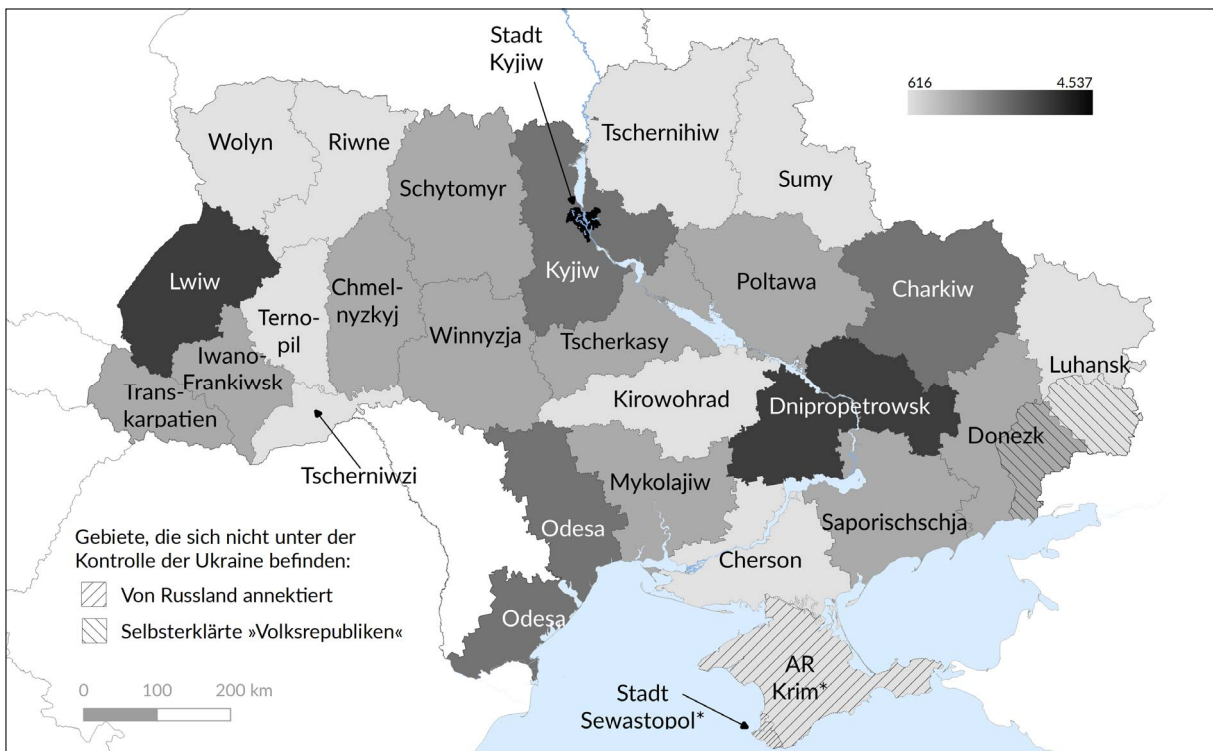 Stadt
Kyjiw
616
4.537
Wolyn
Riwne
Tschernihiw
Sumy
Schytomyr
Lwiw
Kyjiw
Poltawa
Charkiw
Chmel-
nyzkyj
Terno-
pil
Winnyzja
Tscherkasy
Iwano-
Frankiwsk
Trans-
karpatien
Luhansk
Kirowohrad
Dnipropetrowsk
Donezk
Tscherniwzi
Mykolajiw
Saporischschja
Odesa
Cherson
Gebiete, die sich nicht unter der
Kontrolle der Ukraine befinden:
Von Russland annektiert
Selbsterklärte »Volksrepubliken«
Odesa
AR
Krim*
Stadt
Sewastopol*
0 100 200 km